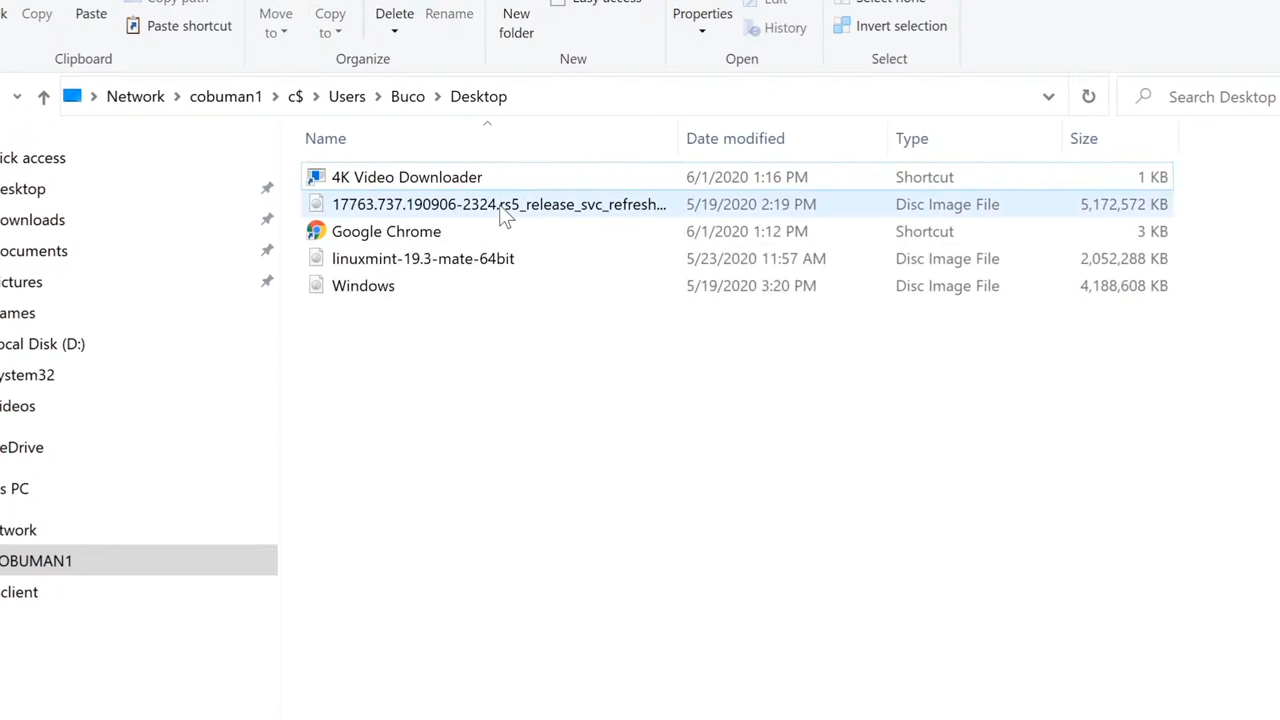 Copy path
Easy access
Edit
Select none
Copy
Paste
Paste shortcut
Move to
Copy to
Delete
Rename
New folder
Properties
History
Invert selection
Clipboard
Organize
New
Open
Select
Network
cobuman1
c$
Users
Buco
Desktop
Search Desktop
Name
Date modified
Type
Size
4K Video Downloader 6/1/2020 1:16 PM Shortcut 1 KB
17763.737.190906-2324.rs5_release_svc_refresh... 5/19/2020 2:19 PM Disc Image File 5,172,572 KB
Google Chrome 6/1/2020 1:12 PM Shortcut 3 KB
linuxmint-19.3-mate-64bit 5/23/2020 11:57 AM Disc Image File 2,052,288 KB
Windows 5/19/2020 3:20 PM Disc Image File 4,188,608 KB
ick access
esktop
ownloads
ocuments
ictures
ames
ocal Disk (D:)
ystem32
ideos
eDrive
s PC
twork
OBUMAN1
client